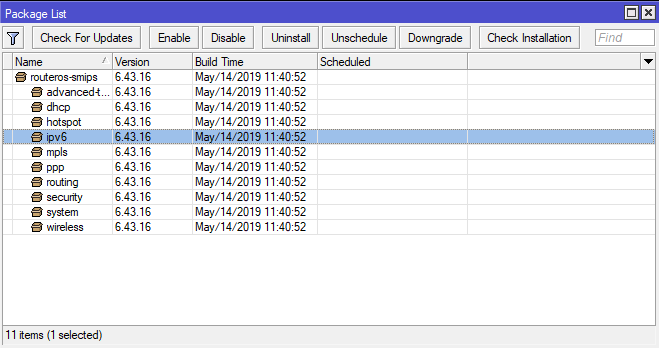 Package List
Check For Updates Enable Disable Uninstall Unschedule Downgrade Check Installation Find
Name Version Build Time Scheduled
routeros-smips 6.43.16 May/14/2019 11:40:52
advanced-t... 6.43.16 May/14/2019 11:40:52
dhcp 6.43.16 May/14/2019 11:40:52
hotspot 6.43.16 May/14/2019 11:40:52
ipv6 6.43.16 May/14/2019 11:40:52
mpls 6.43.16 May/14/2019 11:40:52
ppp 6.43.16 May/14/2019 11:40:52
routing 6.43.16 May/14/2019 11:40:52
security 6.43.16 May/14/2019 11:40:52
system 6.43.16 May/14/2019 11:40:52
wireless 6.43.16 May/14/2019 11:40:52
11 items (1 selected)